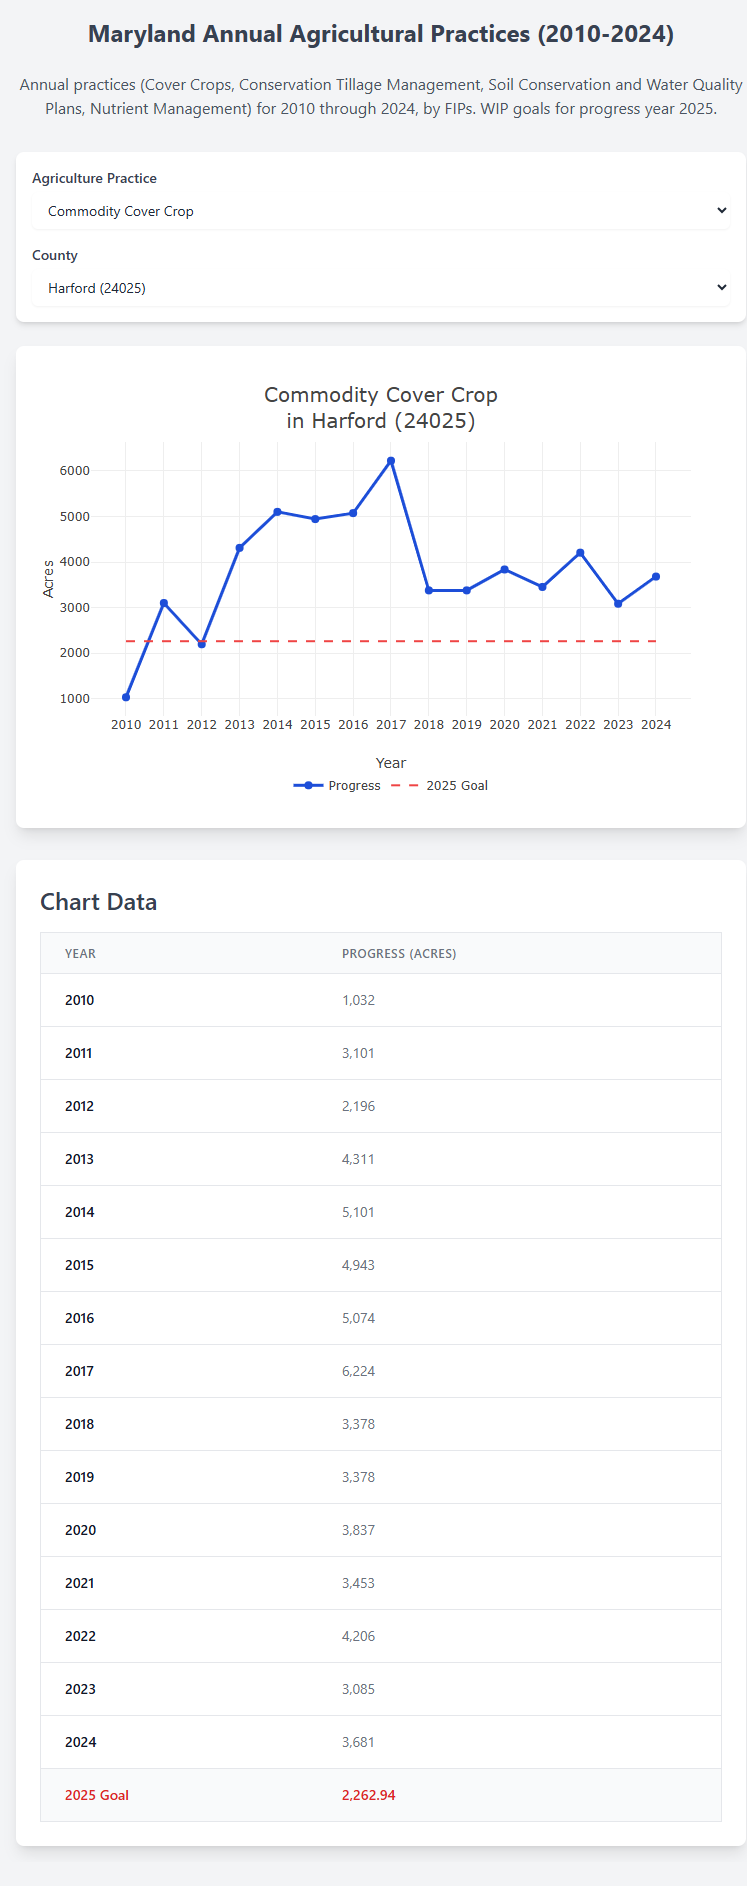 Maryland Annual Agricultural Practices (2010-2024)
Annual practices (Cover Crops, Conservation Tillage Management, Soil Conservation and Water Quality
Plans, Nutrient Management) for 2010 through 2024, by FIPs. WIP goals for progress year 2025.
Agriculture Practice
Commodity Cover Crop
County
Harford (24025)
Commodity Cover Crop
in Harford (24025)
6000
5000
4000
3000
2000
1000
Acres
2010 2011 2012 2013 2014 2015 2016 2017 2018 2019 2020 2021 2022 2023 2024
Year
Progress 2025 Goal
Chart Data
YEAR PROGRESS (ACRES)
2010 1,032
2011 3,101
2012 2,196
2013 4,311
2014 5,101
2015 4,943
2016 5,074
2017 6,224
2018 3,378
2019 3,378
2020 3,837
2021 3,453
2022 4,206
2023 3,085
2024 3,681
2025 Goal 2,262.94